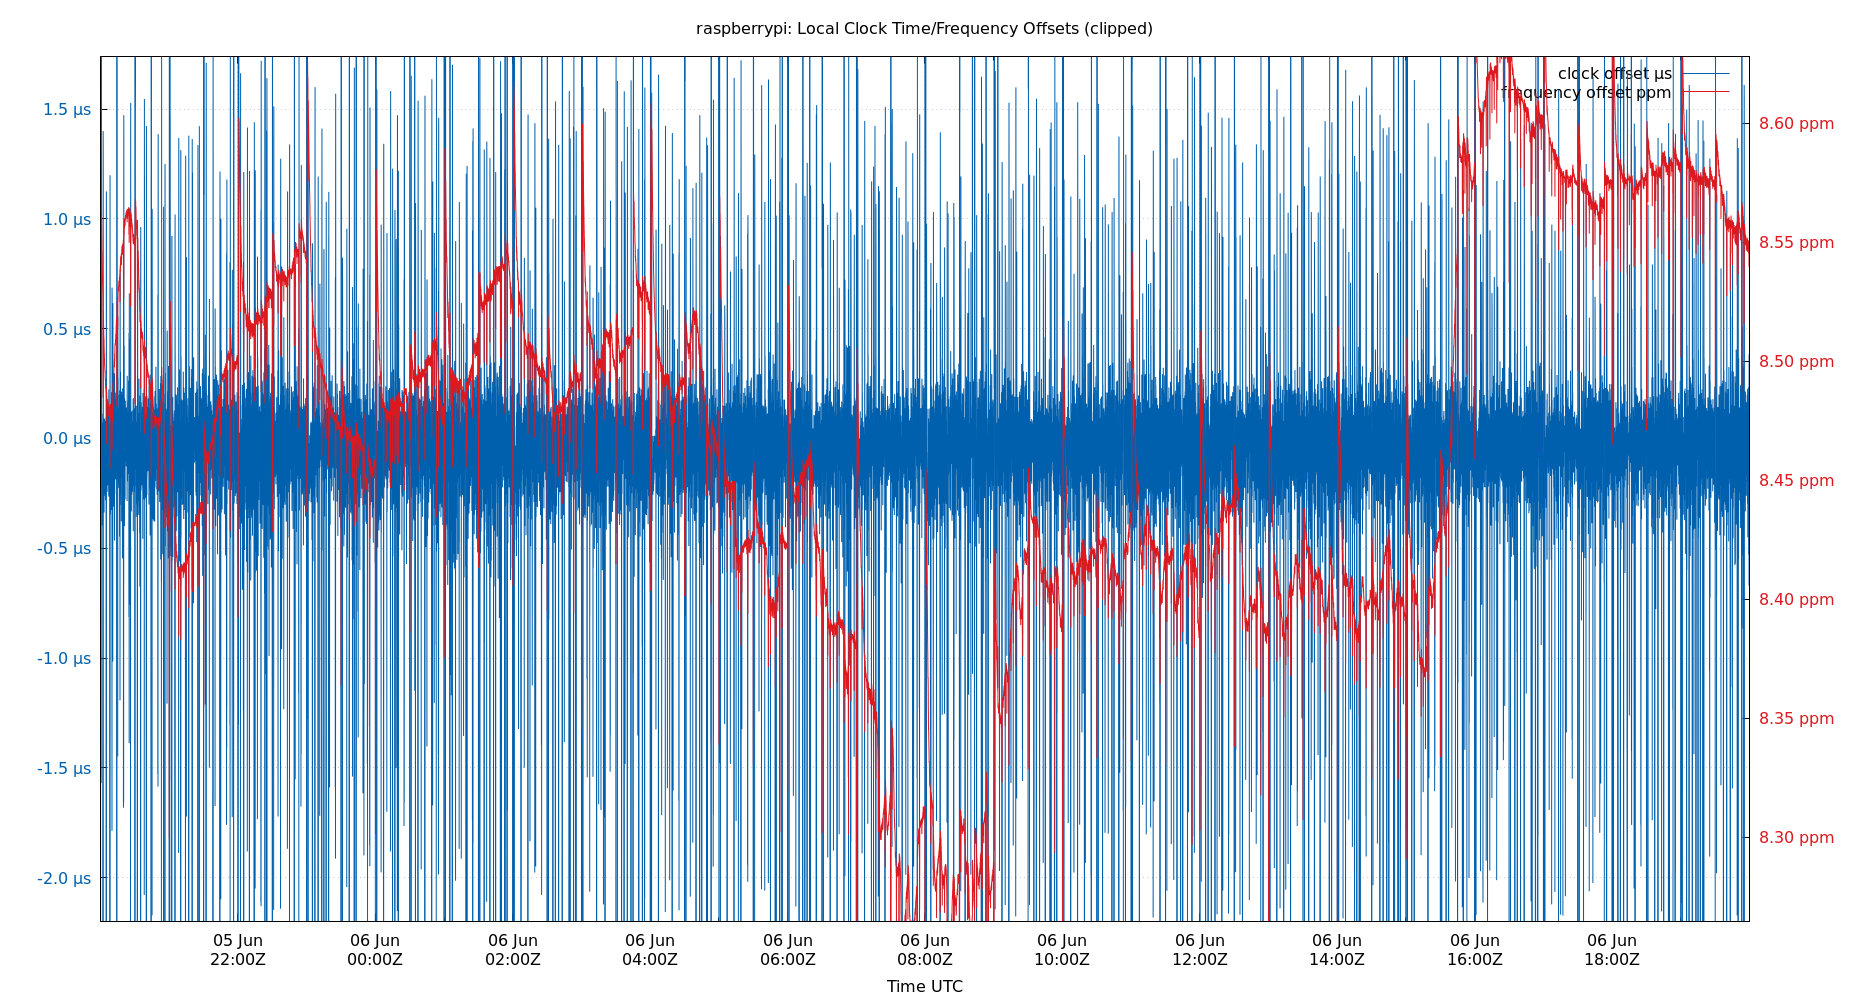 raspberrypi: Local Clock Time/Frequency Offsets (clipped)
clock offset µs
frequency offset ppm
1.5 µs
1.0 µs
0.5 µs
0.0 µs
-0.5 µs
-1.0 µs
-1.5 µs
-2.0 µs
8.60 ppm
8.55 ppm
8.50 ppm
8.45 ppm
8.40 ppm
8.35 ppm
8.30 ppm
05 Jun 06 Jun 06 Jun 06 Jun 06 Jun 06 Jun 06 Jun 06 Jun 06 Jun 06 Jun 06 Jun
22:00Z 00:00Z 02:00Z 04:00Z 06:00Z 08:00Z 10:00Z 12:00Z 14:00Z 16:00Z 18:00Z
Time UTC